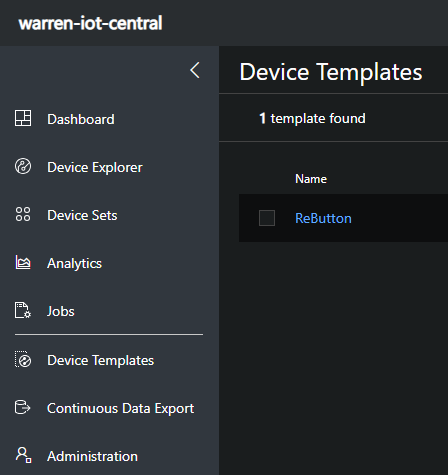 warren-iot-central
Device Templates
1 template found
Name
ReButton
Dashboard
Device Explorer
Device Sets
Analytics
Jobs
Device Templates
Continuous Data Export
Administration